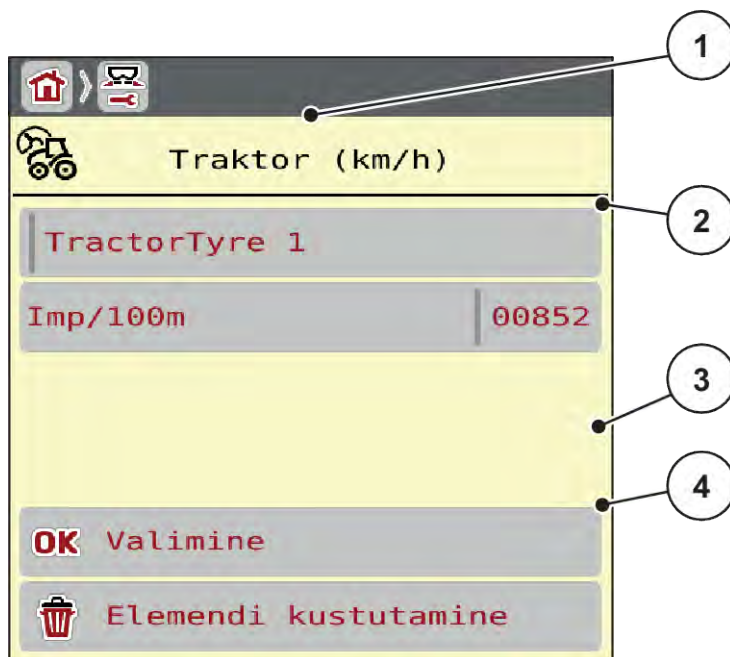 1
Traktor (km/h)
2
TractorTyre 1
Imp/100m 00852
3
4
OK Valimine
Elemendi kustutamine